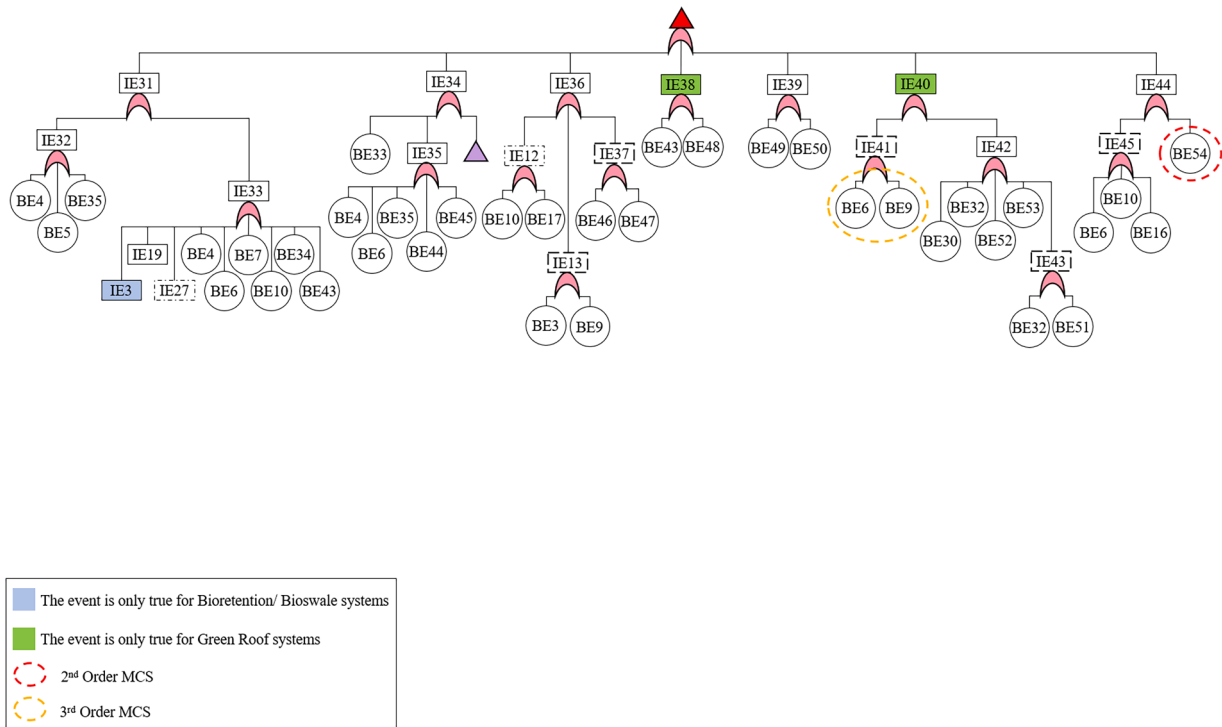 IE31
IE34
IE36
IE38
IE39
IE40
IE44
IE32
BE33
IE35
IE12
IE37
BE43
BE48
BE49
BE50
IE41
IE42
IE45
BE54
BE4
BE35
BE5
IE33
BE4
BE35
BE45
BE6
BE44
BE10
BE17
BE46
BE47
BE6
BE9
BE32
BE53
BE30
BE52
BE10
BE6
BE16
IE19
BE4
BE7
BE34
IE3
IE27
BE6
BE10
BE43
IE13
IE43
BE3
BE9
BE32
BE51
The event is only true for Bioretention/ Bioswale systems
The event is only true for Green Roof systems
2nd Order MCS
3rd Order MCS